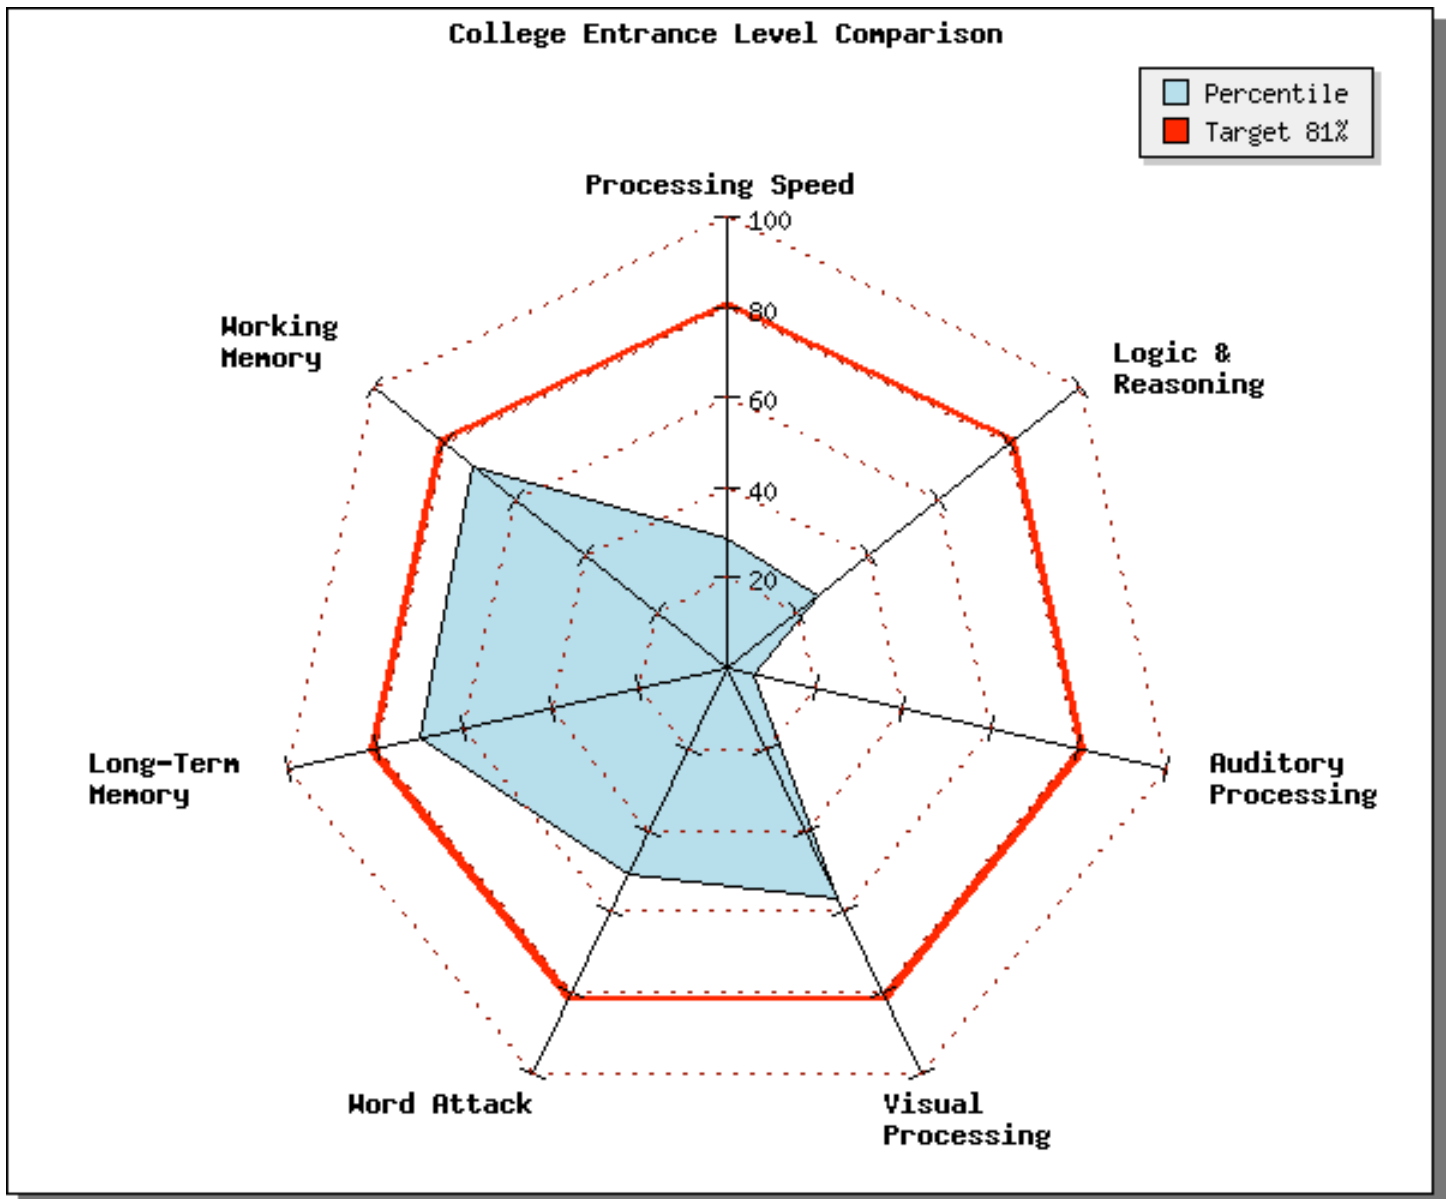 College Entrance Level Comparison
Percentile
Target 81%
Processing Speed
100
80
60
40
20
Working
Memory
Logic &
Reasoning
Long-Term
Memory
Auditory
Processing
Word Attack
Visual
Processing